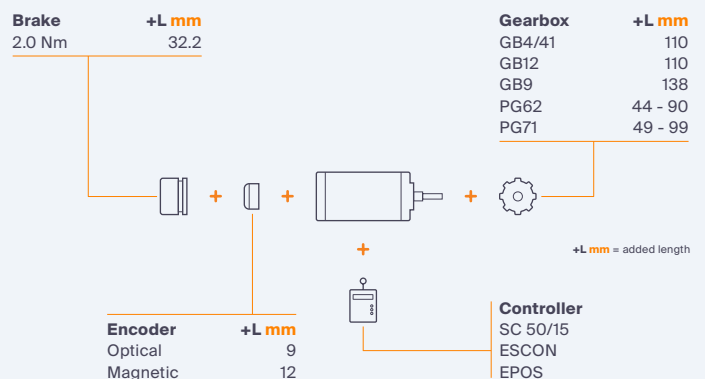 Brake +L mm
2.0 Nm 32.2
Gearbox +L mm
GB4/41 110
GB12 110
GB9 138
PG62 44 - 90
PG71 49 - 99
+L mm = added length
Encoder +L mm
Optical 9
Magnetic 12
Controller
SC 50/15
ESCON
EPOS